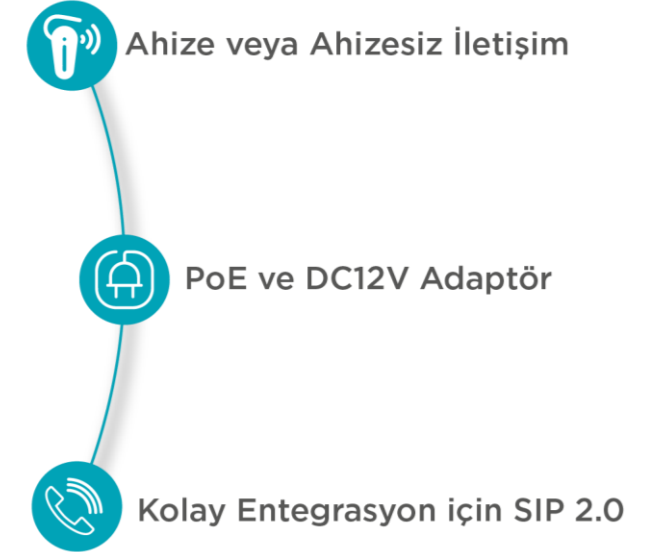 Ahize veya Ahizesiz İletişim
PoE ve DC12V Adaptör
Kolay Entegrasyon için SIP 2.0